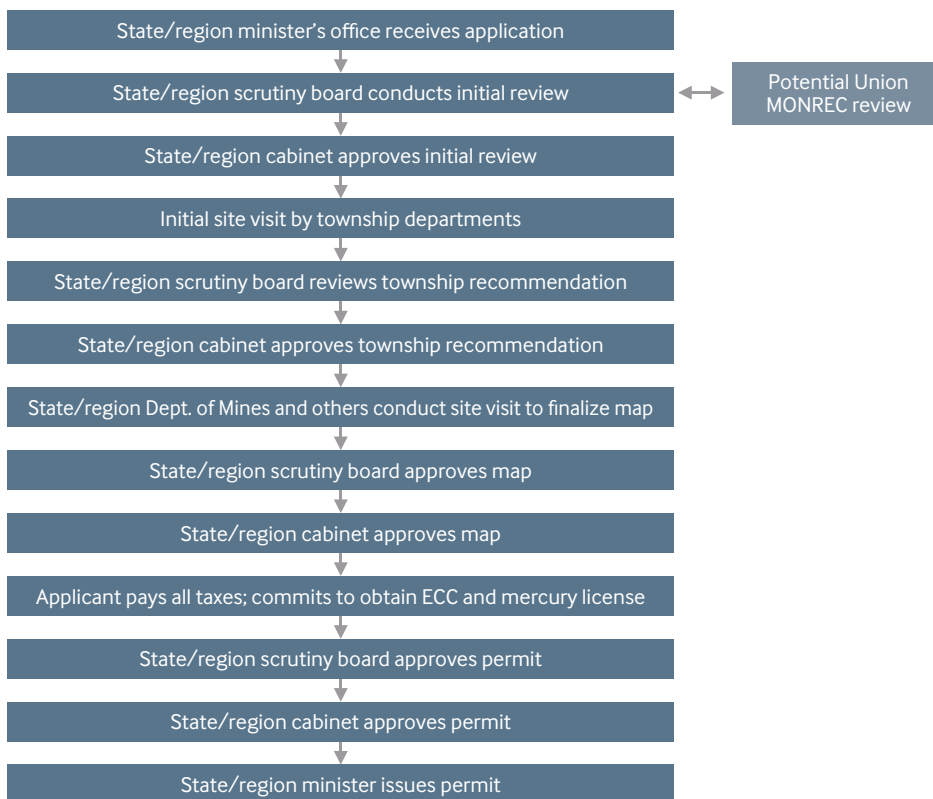 State/region minister’s office receives application
State/region scrutiny board conducts initial review
Potential Union
MONREC review
State/region cabinet approves initial review
Initial site visit by township departments
State/region scrutiny board reviews township recommendation
State/region cabinet approves township recommendation
State/region Dept. of Mines and others conduct site visit to finalize map
State/region scrutiny board approves map
State/region cabinet approves map
Applicant pays all taxes; commits to obtain ECC and mercury license
State/region scrutiny board approves permit
State/region cabinet approves permit
State/region minister issues permit